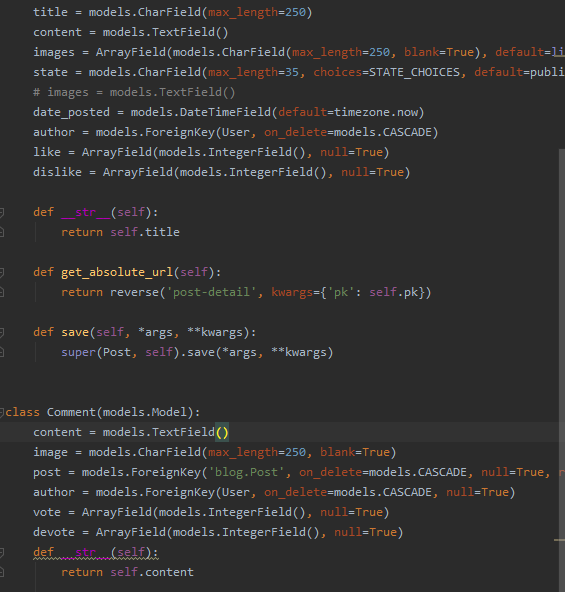 title = models.CharField(max_length=250)
content = models.TextField()
images = ArrayField(models.CharField(max_length=250, blank=True), default=li
state = models.CharField(max_length=35, choices=STATE_CHOICES, default=publi
# images = models.TextField()
date_posted = models.DateTimeField(default=timezone.now)
author = models.ForeignKey(User, on_delete=models.CASCADE)
like = ArrayField(models.IntegerField(), null=True)
dislike = ArrayField(models.IntegerField(), null=True)
def __str__(self):
return self.title
def get_absolute_url(self):
return reverse('post-detail', kwargs={'pk': self.pk})
def save(self, *args, **kwargs):
super(Post, self).save(*args, **kwargs)
class Comment(models.Model):
content = models.TextField()
image = models.CharField(max_length=250, blank=True)
post = models.ForeignKey('blog.Post', on_delete=models.CASCADE, null=True,
author = models.ForeignKey(User, on_delete=models.CASCADE, null=True)
vote = ArrayField(models.IntegerField(), null=True)
devote = ArrayField(models.IntegerField(), null=True)
def __str__(self):
return self.content